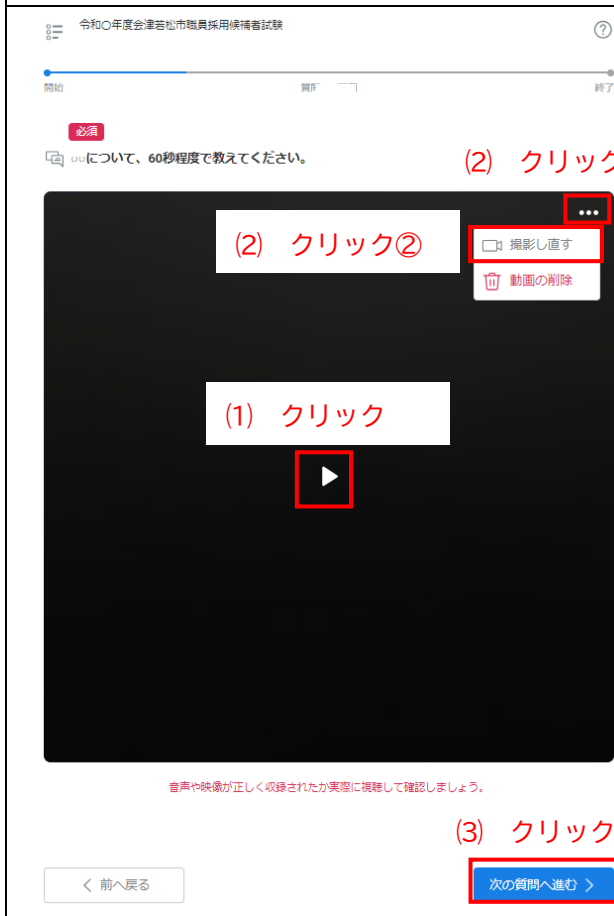 令和〇年度会津若松市職員採用候補者試験
開始
終了
必須
○○について、60秒程度で教えてください。
⑵ クリック
⑵ クリック②
撮影し直す
動画の削除
⑴ クリック
音声や映像が正しく収録されたか実際に視聴して確認しましょう。
⑶ クリック
前へ戻る
次の質問へ進む